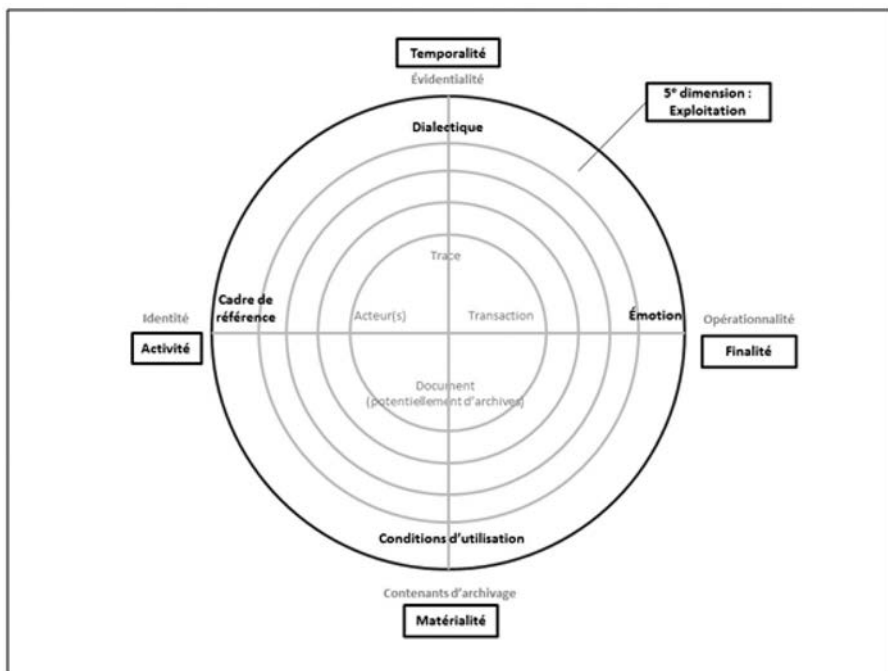 Temporalité
Évidentialité
5ᵉ dimension :
Exploitation
Dialectique
Trace
Cadre de
référence
Identité
Acteur(s)
Transaction
Émotion
Opérationnalité
Activité
Finalité
Document
(potentiellement d’archives)
Conditions d’utilisation
Contenants d’archivage
Matérialité